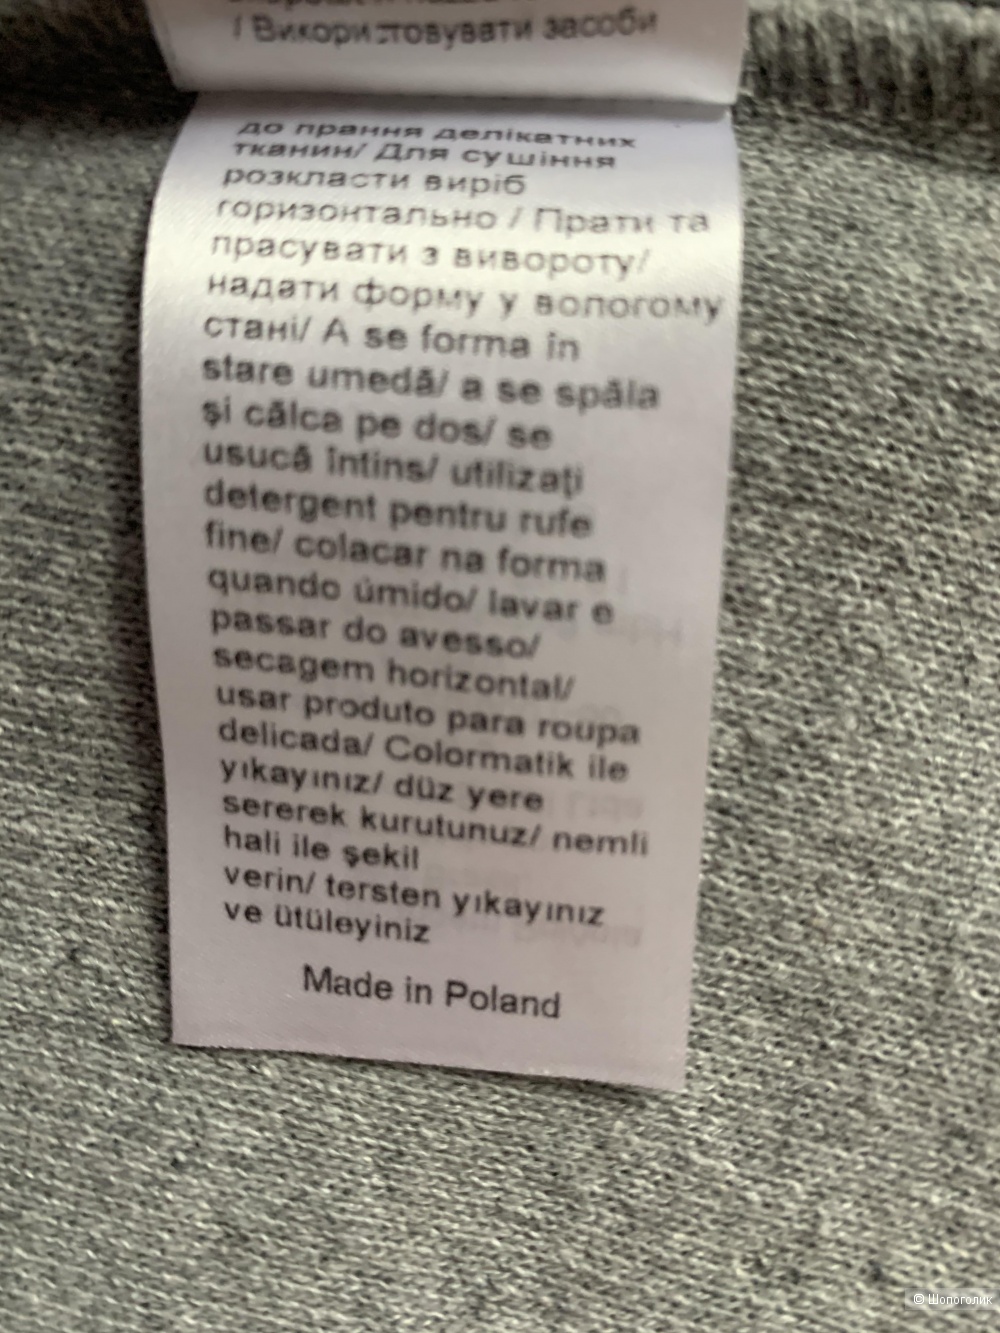 / Використовувати засоби
до прання делікатних
тканин/ Для сушіння
розкласти виріб
горизонтально / Прати та
прасувати з вивороту/
надати форму у вологому
стані/ A se forma în
stare umedă/ a se spăla
şi călca pe dos/ se
usucă întins/ utilizaţi
detergent pentru rufe
fine/ colacar na forma
quando úmido/ lavar e
passar do avesso/
secagem horizontal/
usar produto para roupa
delicada/ Colormatik ile
yıkayınız/ düz yere
sererek kurutunuz/ nemli
hali ile şekil
verin/ tersten yıkayınız
ve ütüleyiniz
Made in Poland
© Шопоголик